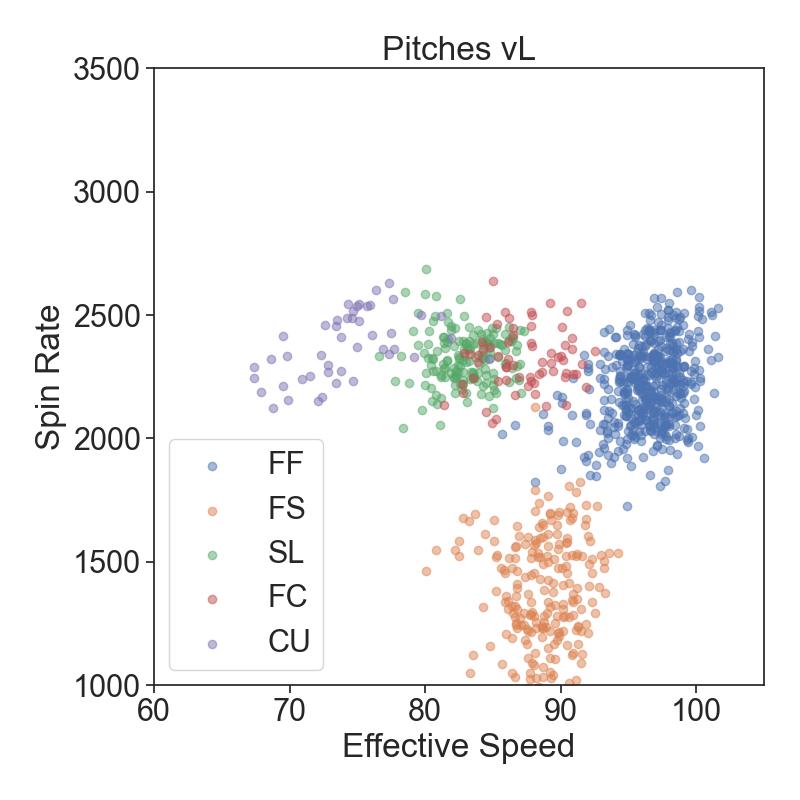 Pitches vL
3500
3000
2500
2000
1500
1000
Spin Rate
FF
FS
SL
FC
CU
60 70 80 90 100
Effective Speed